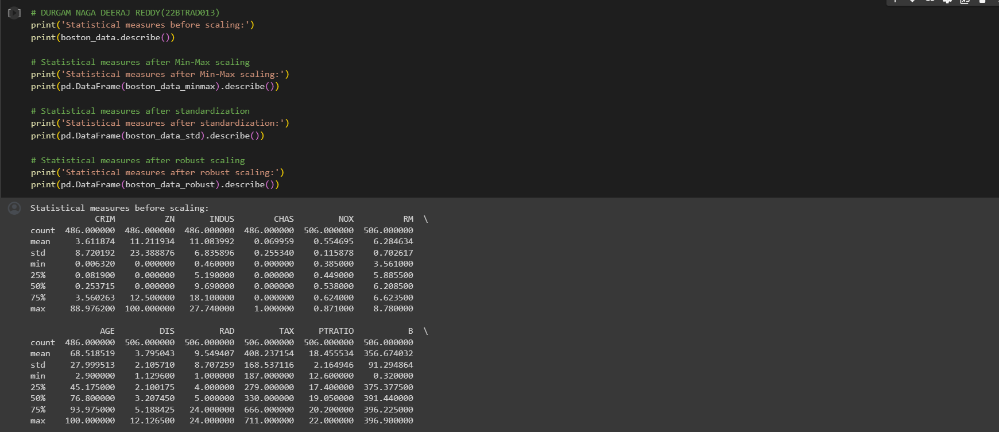 # DURGAM NAGA DEERAJ REDDY(22BTRAD013)
print('Statistical measures before scaling:')
print(boston_data.describe())
# Statistical measures after Min-Max scaling
print('Statistical measures after Min-Max scaling:')
print(pd.DataFrame(boston_data_minmax).describe())
# Statistical measures after standardization
print('Statistical measures after standardization:')
print(pd.DataFrame(boston_data_std).describe())
# Statistical measures after robust scaling
print('Statistical measures after robust scaling:')
print(pd.DataFrame(boston_data_robust).describe())
Statistical measures before scaling:
CRIM ZN INDUS CHAS NOX RM \
count 486.000000 486.000000 486.000000 486.000000 506.000000 506.000000
mean 3.611874 11.211934 11.083992 0.069959 0.554695 6.284634
std 8.720192 23.388876 6.835896 0.255340 0.115878 0.702617
min 0.006320 0.000000 0.460000 0.000000 0.385000 3.561000
25% 0.081900 0.000000 5.190000 0.000000 0.449000 5.885500
50% 0.253715 0.000000 9.690000 0.000000 0.538000 6.208500
75% 3.560263 12.500000 18.100000 0.000000 0.624000 6.623500
max 88.976200 100.000000 27.740000 1.000000 0.871000 8.780000
AGE DIS RAD TAX PTRATIO B \
count 486.000000 506.000000 506.000000 506.000000 506.000000 506.000000
mean 68.518519 3.795043 9.549407 408.237154 18.455534 356.674032
std 27.999513 2.105710 8.707259 168.537116 2.164946 91.294864
min 2.900000 1.129600 1.000000 187.000000 12.600000 0.320000
25% 45.175000 2.100175 4.000000 279.000000 17.400000 375.377500
50% 76.800000 3.207450 5.000000 330.000000 19.050000 391.440000
75% 93.975000 5.188425 24.000000 666.000000 20.200000 396.225000
max 100.000000 12.126500 24.000000 711.000000 22.000000 396.900000